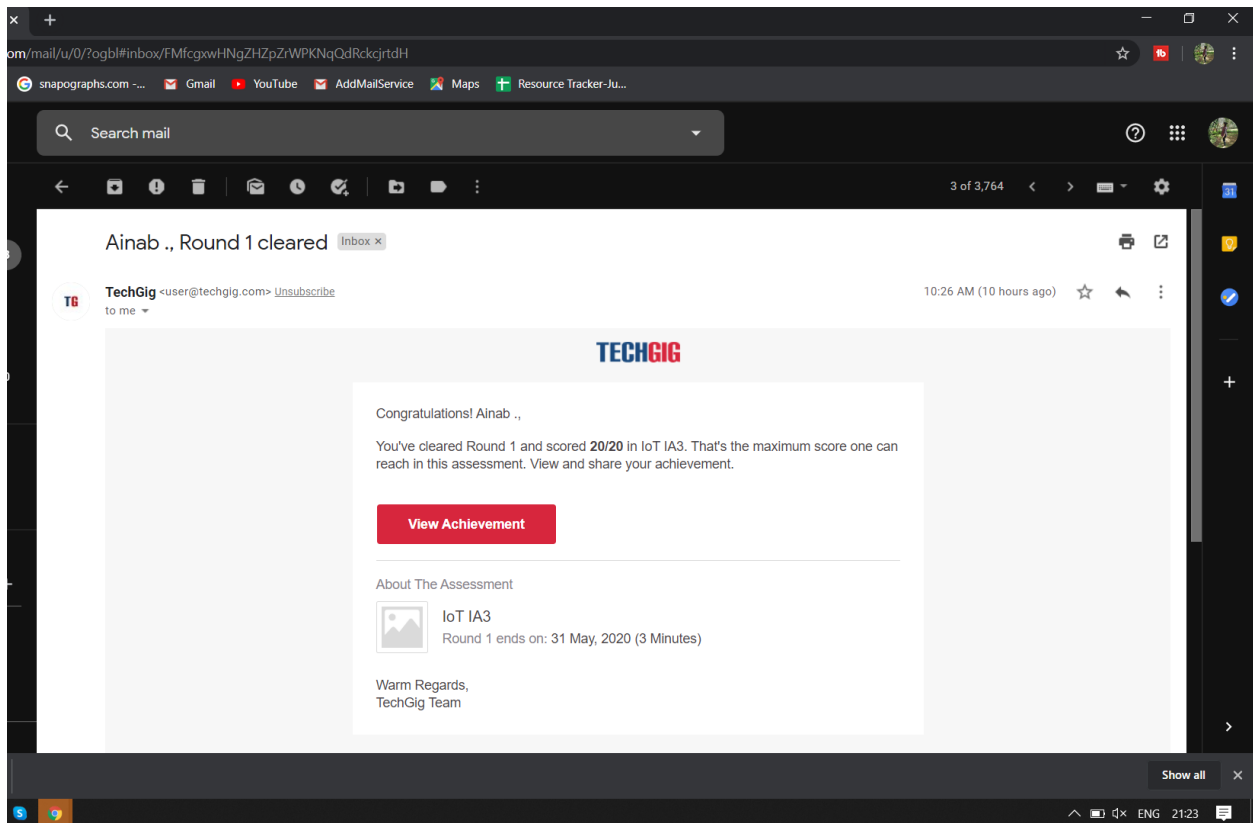 om/mail/u/0/?ogbl#inbox/FMfcgxwHNgZHZpZrWPKNqQdRckcjrtdH
snapographs.com -... Gmail YouTube AddMailService Maps Resource Tracker-Ju...
Search mail
3 of 3,764
31
Ainab ., Round 1 cleared Inbox ×
TG TechGig <user@techgig.com> Unsubscribe 10:26 AM (10 hours ago)
to me
TECHGIG
Congratulations! Ainab .,
You've cleared Round 1 and scored 20/20 in IoT IA3. That's the maximum score one can
reach in this assessment. View and share your achievement.
View Achievement
About The Assessment
IoT IA3
Round 1 ends on: 31 May, 2020 (3 Minutes)
Warm Regards,
TechGig Team
Show all
ENG 21:23